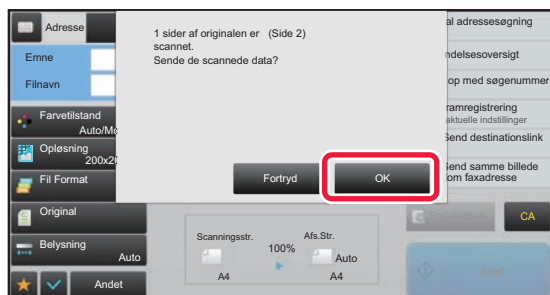 Adresse
Emne
Filnavn
Farvetilstand
Auto/Mo
Opløsning
200x20
Fil Format
Original
Belysning
Auto
Andet
1 sider af originalen er (Side 2)
scannet.
Sende de scannede data?
Fortryd
OK
Scanningsstr.
100%
Afs.Str.
Auto
A4
A4
al adressesøgning
ndelsesoversigt
op med søgenummer
ramregistrering
aktuelle indstillinger
Send destinationslink
Send samme billede
om faxadresse
CA
Start